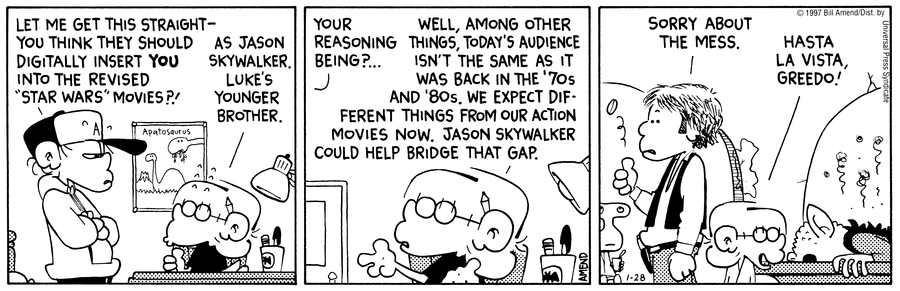 LET ME GET THIS STRAIGHT—
YOU THINK THEY SHOULD
DIGITALLY INSERT YOU
INTO THE REVISED
"STAR WARS" MOVIES?!
AS JASON
SKYWALKER.
LUKE'S
YOUNGER
BROTHER.
A
Apatosaurus
YOUR
REASONING
BEING?...
WELL, AMONG OTHER
THINGS, TODAY'S AUDIENCE
ISN'T THE SAME AS IT
WAS BACK IN THE '70s
AND '80s. WE EXPECT DIF-
FERENT THINGS FROM OUR ACTION
MOVIES NOW. JASON SKYWALKER
COULD HELP BRIDGE THAT GAP.
AMEND
SORRY ABOUT
THE MESS.
HASTA
LA VISTA,
GREEDO!
1-28
© 1997 Bill Amend/Dist. by
Universal Press Syndicate